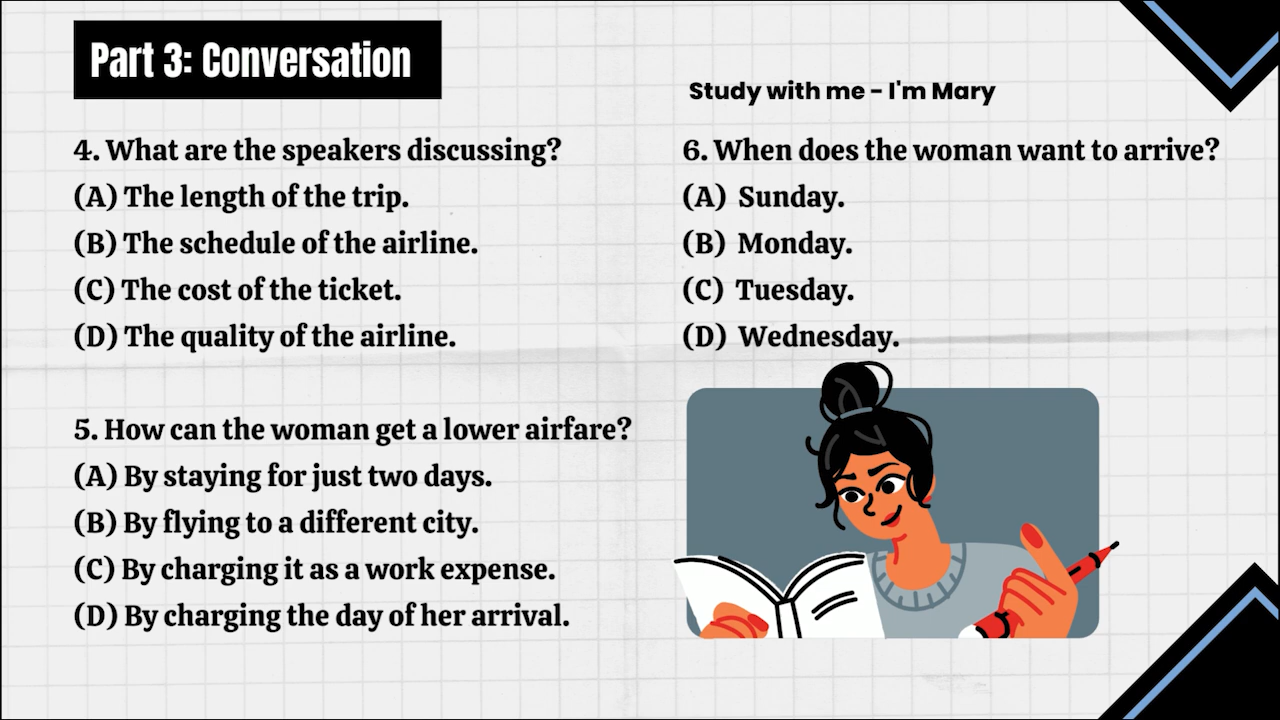 Part 3: Conversation
Study with me - I'm Mary
4. What are the speakers discussing?
(A) The length of the trip.
(B) The schedule of the airline.
(C) The cost of the ticket.
(D) The quality of the airline.
5. How can the woman get a lower airfare?
(A) By staying for just two days.
(B) By flying to a different city.
(C) By charging it as a work expense.
(D) By charging the day of her arrival.
6. When does the woman want to arrive?
(A) Sunday.
(B) Monday.
(C) Tuesday.
(D) Wednesday.